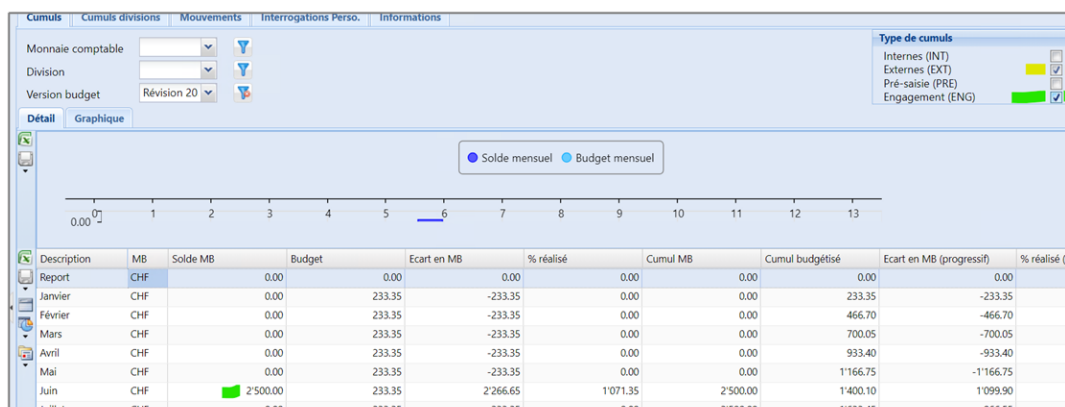 Cumuls Cumuls divisions Mouvements Interrogations Perso. Informations
Monnaie comptable
Division
Version budget Révision 20
Type de cumuls
Internes (INT)
Externes (EXT)
Pré-saisie (PRE)
Engagement (ENG)
Détail Graphique
Solde mensuel Budget mensuel
0 1 2 3 4 5 6 7 8 9 10 11 12 13
0.00
Description MB Solde MB Budget Ecart en MB % réalisé Cumul MB Cumul budgétisé Ecart en MB (progressif) % réalisé (
Report CHF 0.00 0.00 0.00 0.00 0.00 0.00 0.00
Janvier CHF 0.00 233.35 -233.35 0.00 0.00 233.35 -233.35
Février CHF 0.00 233.35 -233.35 0.00 0.00 466.70 -466.70
Mars CHF 0.00 233.35 -233.35 0.00 0.00 700.05 -700.05
Avril CHF 0.00 233.35 -233.35 0.00 0.00 933.40 -933.40
Mai CHF 0.00 233.35 -233.35 0.00 0.00 1'166.75 -1'166.75
Juin CHF 2'500.00 233.35 2'266.65 1'071.35 2'500.00 1'400.10 1'099.90